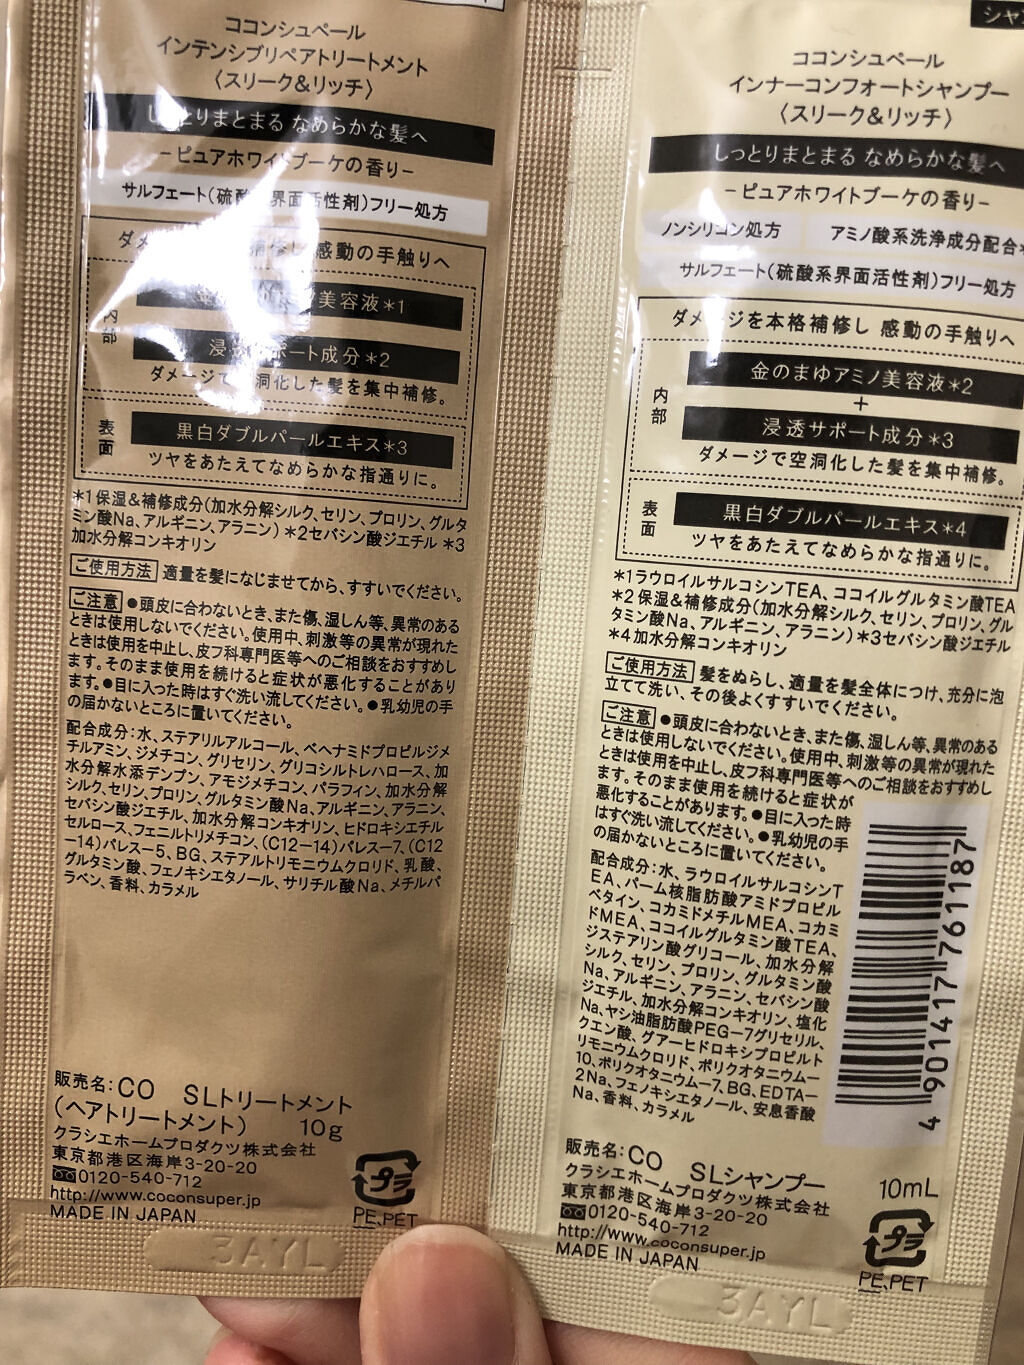 ココンシュペール
インテンシブリペアトリートメント
〈スリーク&リッチ〉
しっとりまとまる なめらかな髪へ
−ピュアホワイトブーケの香り−
サルフェート(硫酸 界面活性剤)フリー処方
ダメ 補修し 感動の手触りへ
内部
美容液*1
浸 ポート成分*2
ダメージで 洞化した髪を集中補修。
表面
黒白ダブルパールエキス*3
ツヤをあたえてなめらかな指通りに。
*1保湿&補修成分(加水分解シルク、セリン、プロリン、グルタ
ミン酸Na、アルギニン、アラニン) *2セバシン酸ジエチル *3
加水分解コンキオリン
ご使用方法 適量を髪になじませてから、すすいでください。
ご注意 ●頭皮に合わないとき、また傷、湿しん等、異常のある
ときは使用しないでください。使用中、刺激等の異常が現れた
ときは使用を中止し、皮フ科専門医等へのご相談をおすすめし
ます。そのまま使用を続けると症状が悪化することがあり
ます。●目に入った時はすぐ洗い流してください。●乳幼児の手
の届かないところに置いてください。
配合成分:水、ステアリルアルコール、ベヘナミドプロピルジメ
チルアミン、ジメチコン、グリセリン、グリコシルトレハロース、加
水分解水添デンプン、アモジメチコン、パラフィン、加水分解
シルク、セリン、プロリン、グルタミン酸Na、アルギニン、アラニン、
セバシン酸ジエチル、加水分解コンキオリン、ヒドロキシエチル
セルロース、フェニルトリメチコン、(C12−14)パレス−7、(C12
−14)パレス−5、BG、ステアルトリモニウムクロリド、乳酸、
グルタミン酸、フェノキシエタノール、サリチル酸Na、メチルパ
ラベン、香料、カラメル
販売名:CO SLトリートメント
(ヘアトリートメント) 10g
クラシエホームプロダクツ株式会社
東京都港区海岸3-20-20
0120-540-712
http://www.coconsuper.jp
MADE IN JAPAN
プラ
PE、PET
3AYL
シャ
ココンシュペール
インナーコンフォートシャンプー
〈スリーク&リッチ〉
しっとりまとまる なめらかな髪へ
−ピュアホワイトブーケの香り−
ノンシリコン処方 アミノ酸系洗浄成分配合*
サルフェート(硫酸系界面活性剤)フリー処方
ダメージを本格補修し 感動の手触りへ
内部
金のまゆアミノ美容液*2
+
浸透サポート成分*3
ダメージで空洞化した髪を集中補修。
表面
黒白ダブルパールエキス*4
ツヤをあたえてなめらかな指通りに。
*1ラウロイルサルコシンTEA、ココイルグルタミン酸TEA
*2保湿&補修成分(加水分解シルク、セリン、プロリン、グル
タミン酸Na、アルギニン、アラニン)*3セバシン酸ジエチル
*4加水分解コンキオリン
ご使用方法 髪をぬらし、適量を髪全体につけ、充分に泡
立てて洗い、その後よくすすいでください。
ご注意 ●頭皮に合わないとき、また傷、湿しん等、異常のある
ときは使用しないでください。使用中、刺激等の異常が現れた
ときは使用を中止し、皮フ科専門医等へのご相談をおすすめし
ます。そのまま使用を続けると症状が
悪化することがあります。●目に入った時
はすぐ洗い流してください。●乳幼児の手
の届かないところに置いてください。
配合成分:水、ラウロイルサルコシンT
EA、パーム核脂肪酸アミドプロピル
ベタイン、コカミドメチルMEA、コカミ
ドMEA、ココイルグルタミン酸TEA、
ジステアリン酸グリコール、加水分解
シルク、セリン、プロリン、グルタミン酸
Na、アルギニン、アラニン、セバシン酸
ジエチル、加水分解コンキオリン、塩化
Na、ヤシ油脂肪酸PEG−7グリセリル、
クエン酸、グアーヒドロキシプロピルト
リモニウムクロリド、ポリクオタニウム−
10、ポリクオタニウム−7、BG、EDTA−
2Na、フェノキシエタノール、安息香酸
Na、香料、カラメル
4901417761187
販売名:CO SLシャンプー
10mL
クラシエホームプロダクツ株式会社
東京都港区海岸3-20-20
0120-540-712
http://www.coconsuper.jp
MADE IN JAPAN
プラ
PE、PET
3AYL